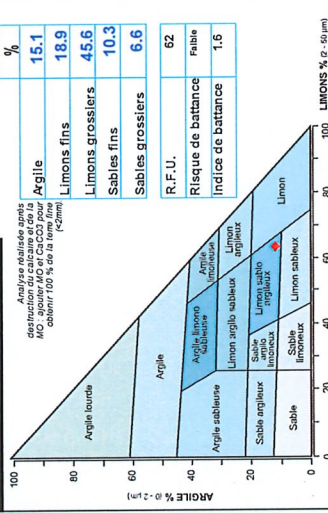 Analyse réalisée après
destruction du calcaire et de la
MO : ajouter MO et CaCO3 pour
obtenir 100 % de la terre fine
(<2mm).
%
Argile 15.1
Limons fins 18.9
Limons grossiers 45.6
Sables fins 10.3
Sables grossiers 6.6
R.F.U. 62
Risque de battance Faible
Indice de battance 1.6
ARGILE % (0 - 2 µm)
100
80
60
40
20
0
Argile lourde
Argile
Argile sableuse
Argile limono
sableuse
Argile
limoneuse
Limon argilo sableux
Limon
argileux
Sable argileux
Sable
argilo
limoneux
Limon sablo
argileux
Limon
Sable
Sable
limoneux
Limon sableux
0
20
40
60
80
100
LIMONS % (2 - 50 µm)